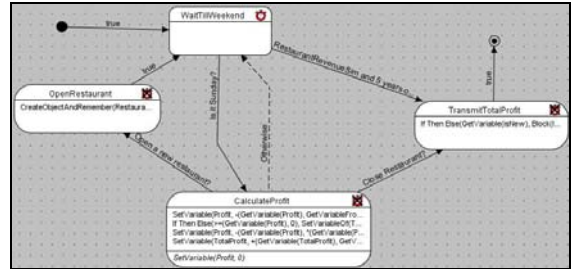 WaitTillWeekend
true
RestaurantRevenue5m and 5 years o...
OpenRestaurant
CreateObjectAndRemember(Restaura...
true
Is it Sunday?
Otherwise
true
TransmitTotalProfit
If Then Else(GetVariable(isNew), Block(I...
Open a new restaurant?
Close Restaurant?
CalculateProfit
SetVariable(Profit, -(GetVariable(Profit), GetVariableFro...
If Then Else(>=(GetVariable(Profit), 0), SetVariableOf(T...
SetVariable(Profit, -(GetVariable(Profit), *(GetVariable(P...
SetVariable(TotalProfit, +(GetVariable(TotalProfit), GetV...
SetVariable(Profit, 0)